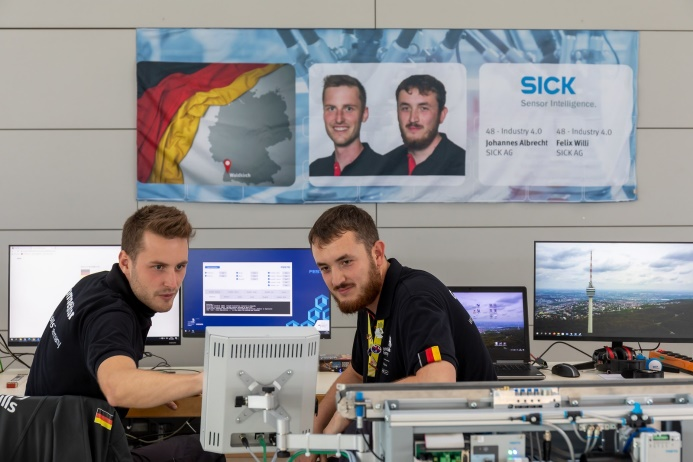 SICK
Sensor Intelligence.
48 - Industry 4.0 48 - Industry 4.0
Johannes Albrecht Felix Willi
SICK AG SICK AG
Waldkirch